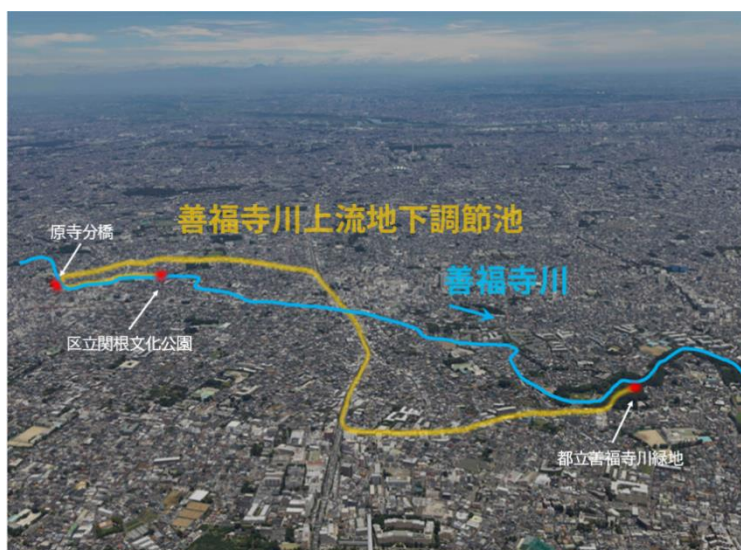 善福寺川上流地下調節池
原寺分橋
善福寺川
区立関根文化公園
都立善福寺川緑地